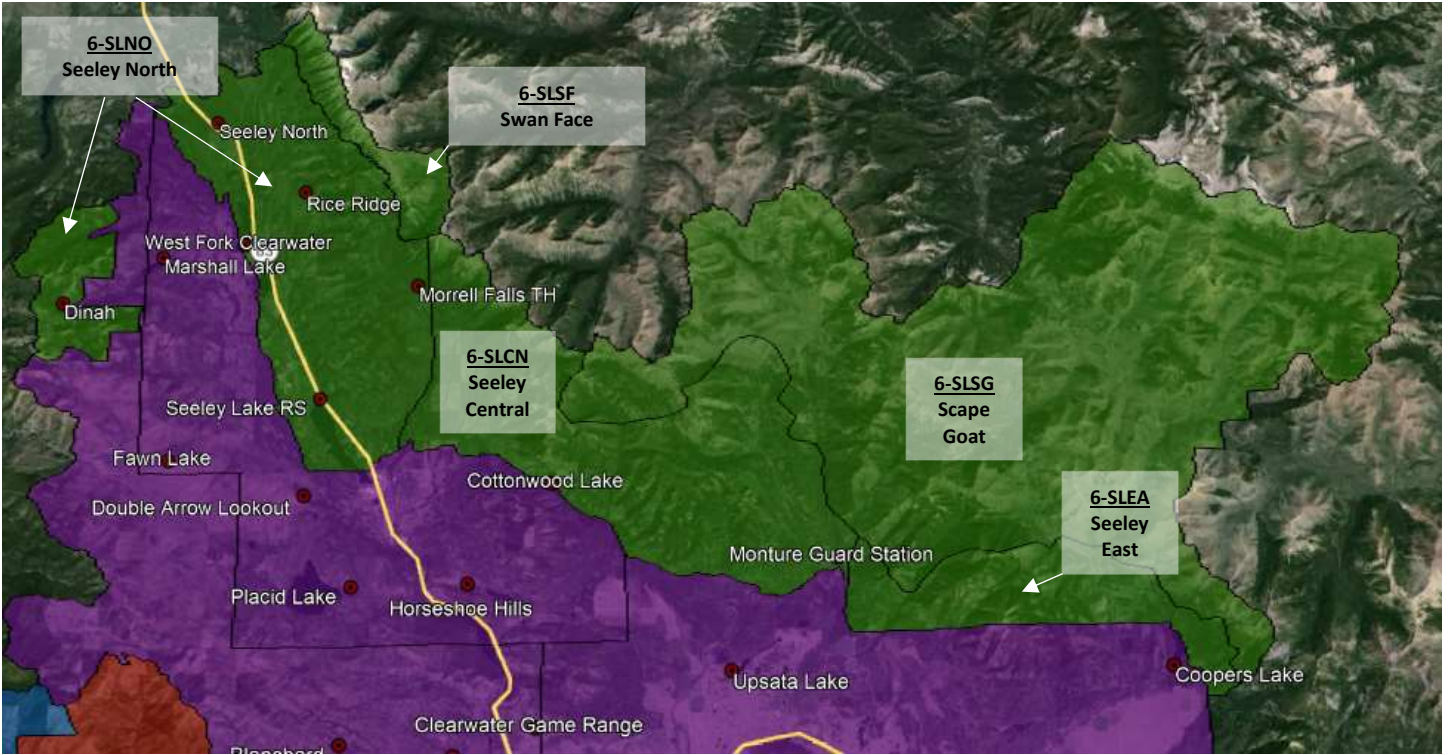 6-SLNO
Seeley North
6-SLSF
Swan Face
Seeley North
Rice Ridge
West Fork Clearwater
Marshall Lake
Dinah
Morrell Falls TH
6-SLCN
Seeley
Central
6-SLSG
Scape
Goat
Seeley Lake RS
Fawn Lake
Cottonwood Lake
Double Arrow Lookout
6-SLEA
Seeley
East
Monture Guard Station
Placid Lake
Horseshoe Hills
Upsata Lake
Coopers Lake
Clearwater Game Range
Blanchard